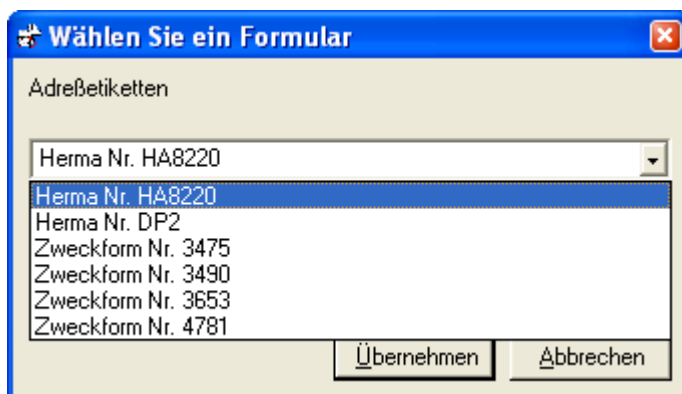 Wählen Sie ein Formular
Adreßetiketten
Herma Nr. HA8220
Herma Nr. HA8220
Herma Nr. DP2
Zweckform Nr. 3475
Zweckform Nr. 3490
Zweckform Nr. 3653
Zweckform Nr. 4781
Übernehmen Abbrechen